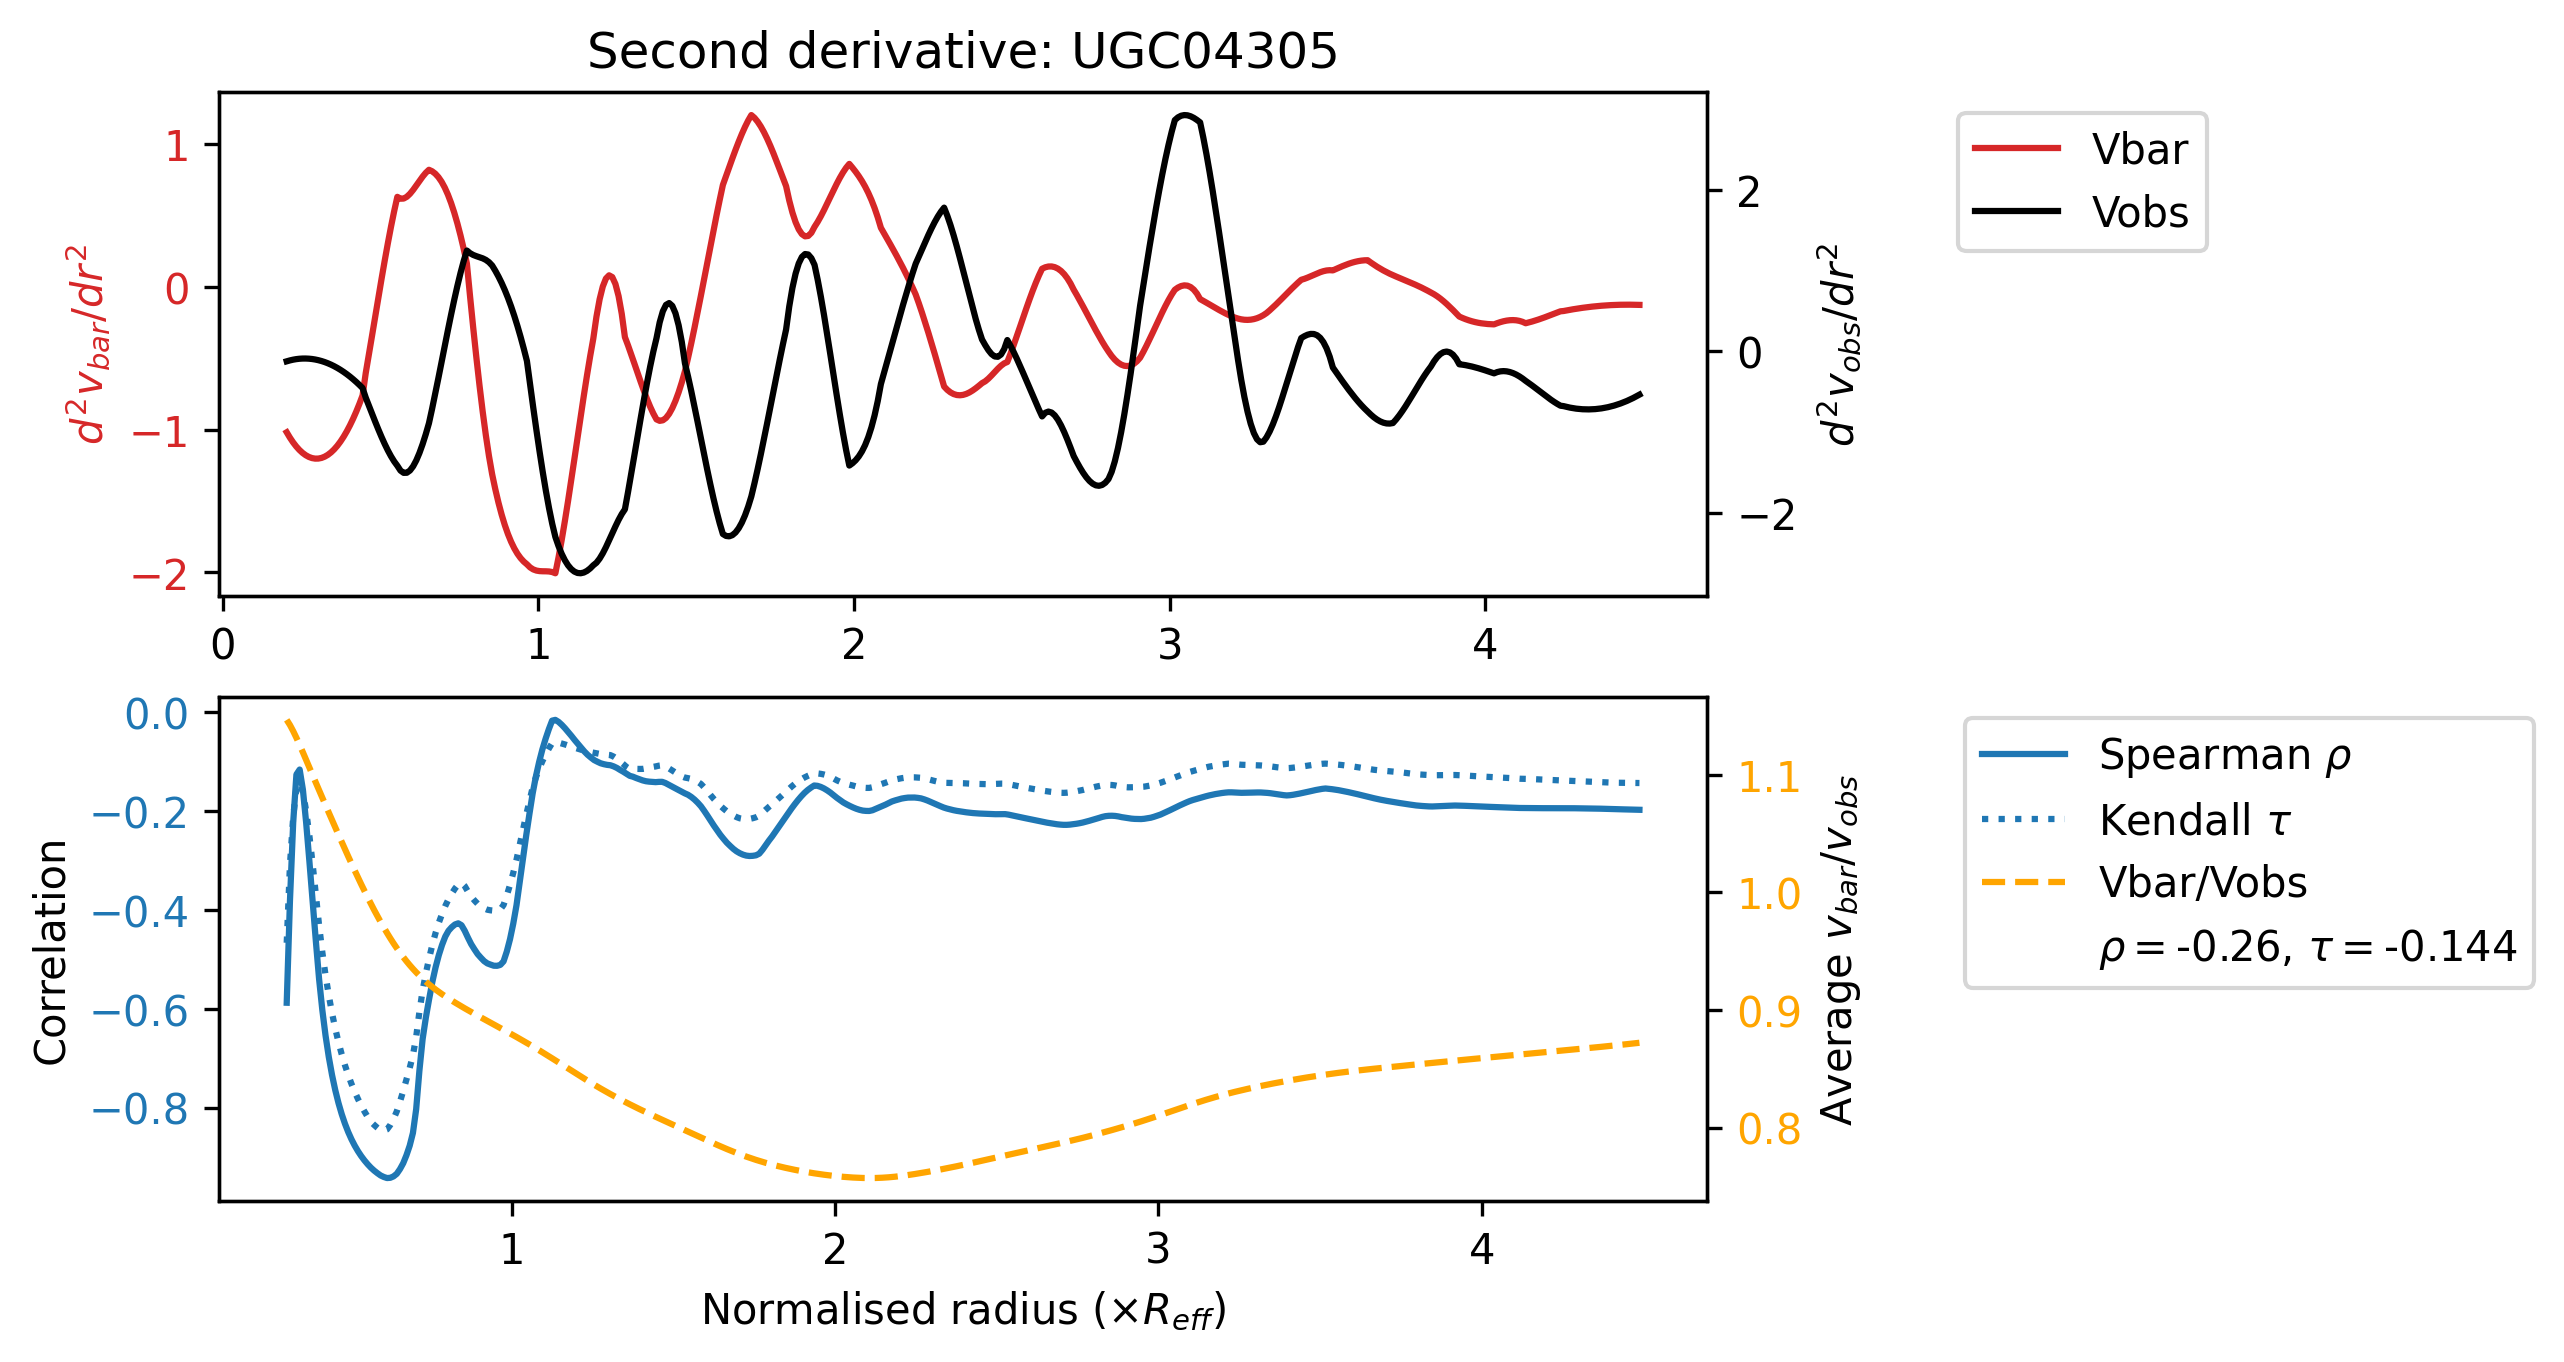 Second derivative: UGC04305
d²v_bar/dr²
1
0
−1
−2
0
1
2
3
4
2
0
−2
d²v_obs/dr²
Vbar
Vobs
Correlation
0.0
−0.2
−0.4
−0.6
−0.8
1
2
3
4
Normalised radius (×R_eff)
1.1
1.0
0.9
0.8
Average v_bar/v_obs
Spearman ρ
Kendall τ
Vbar/Vobs
ρ = -0.26, τ = -0.144